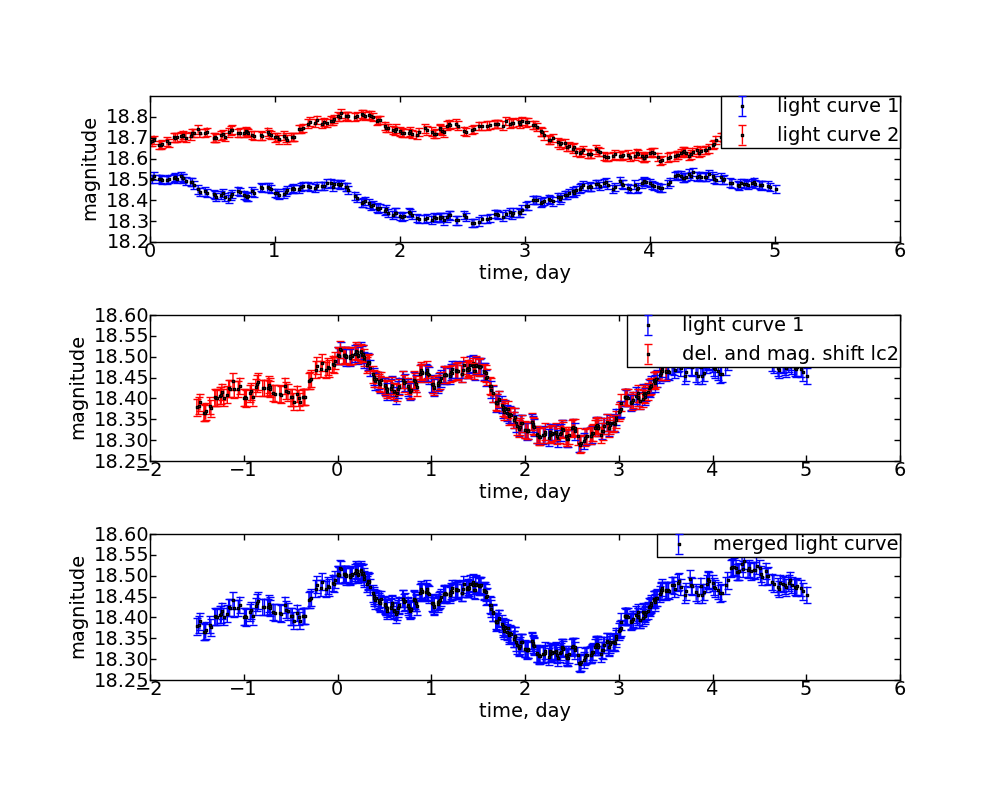 light curve 1
light curve 2
18.8
18.7
18.6
18.5
18.4
18.3
18.2
magnitude
0 1 2 3 4 5 6
time, day
light curve 1
del. and mag. shift lc2
18.60
18.55
18.50
18.45
18.40
18.35
18.30
18.25
magnitude
−2 −1 0 1 2 3 4 5 6
time, day
merged light curve
18.60
18.55
18.50
18.45
18.40
18.35
18.30
18.25
magnitude
−2 −1 0 1 2 3 4 5 6
time, day